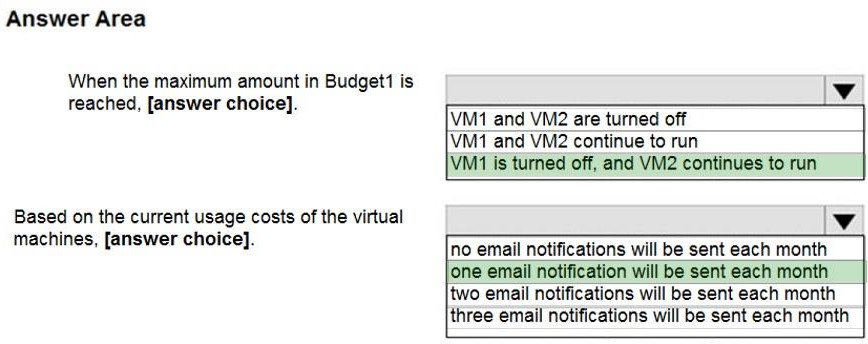 Answer Area
When the maximum amount in Budget1 is
reached, [answer choice].
VM1 and VM2 are turned off
VM1 and VM2 continue to run
VM1 is turned off, and VM2 continues to run
Based on the current usage costs of the virtual
machines, [answer choice].
no email notifications will be sent each month
one email notification will be sent each month
two email notifications will be sent each month
three email notifications will be sent each month